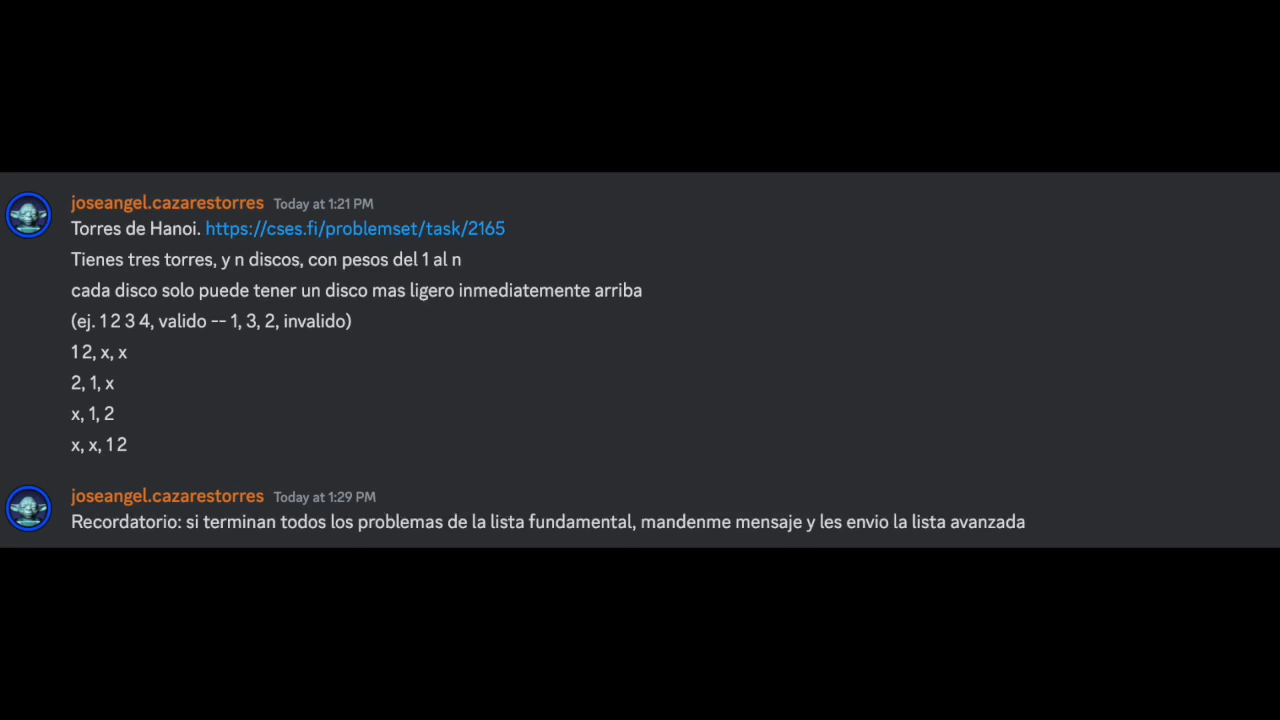 joseangel.cazarestorres Today at 1:21 PM
Torres de Hanoi. https://cses.fi/problemset/task/2165
Tienes tres torres, y n discos, con pesos del 1 al n
cada disco solo puede tener un disco mas ligero inmediatemente arriba
(ej. 1 2 3 4, valido -- 1, 3, 2, invalido)
1 2, x, x
2, 1, x
x, 1, 2
x, x, 1 2
joseangel.cazarestorres Today at 1:29 PM
Recordatorio: si terminan todos los problemas de la lista fundamental, mandenme mensaje y les envio la lista avanzada